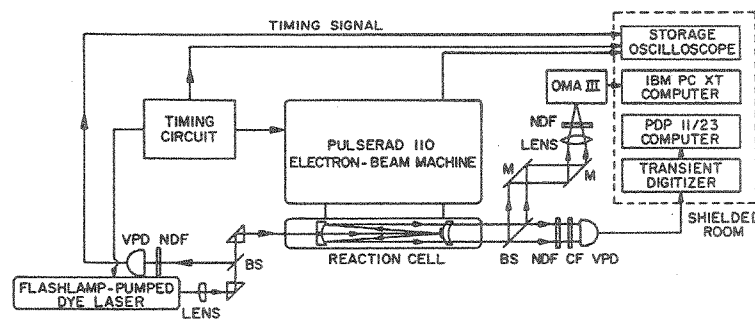 TIMING SIGNAL
STORAGE
OSCILLOSCOPE
OMA III
IBM PC XT
COMPUTER
TIMING
CIRCUIT
PULSERAD 110
ELECTRON-BEAM MACHINE
NDF
LENS
PDP 11/23
COMPUTER
M
M
TRANSIENT
DIGITIZER
SHIELDED
ROOM
VPD
NDF
BS
REACTION CELL
BS
NDF
CF
VPD
FLASHLAMP-PUMPED
DYE LASER
LENS